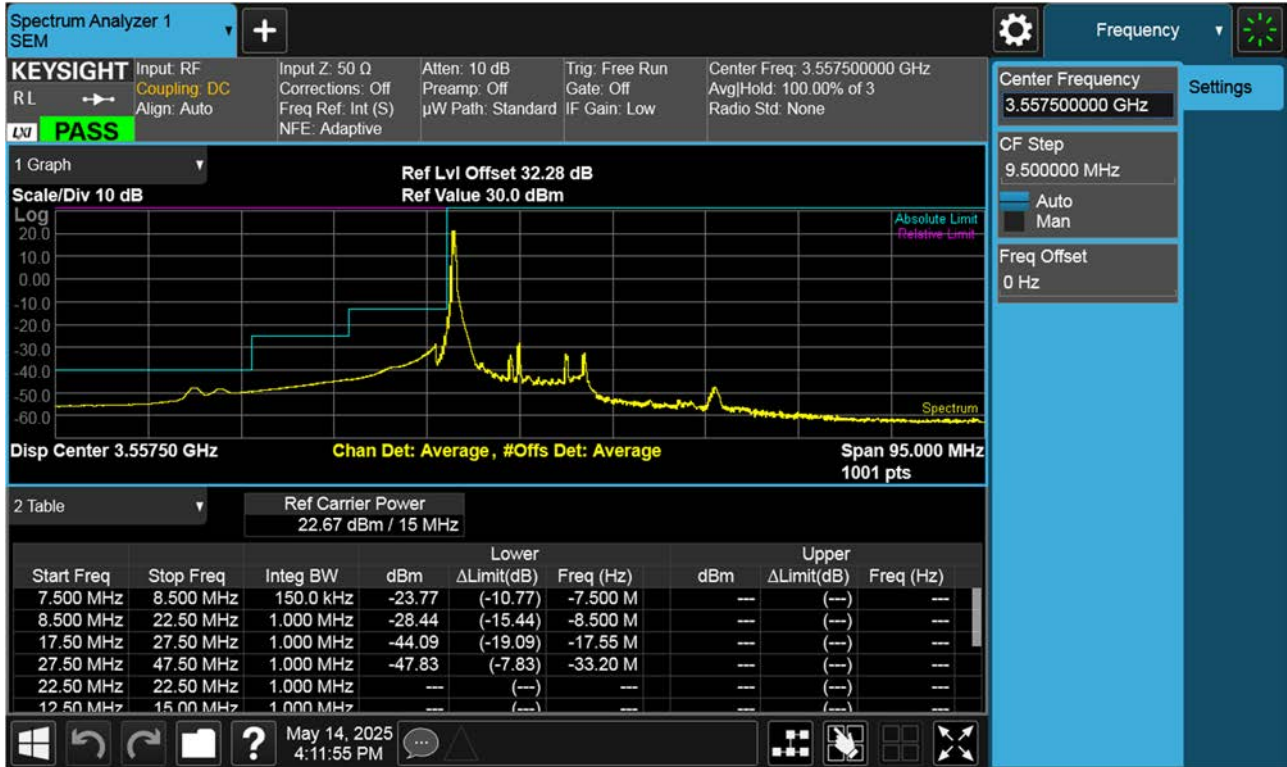 Spectrum Analyzer 1
SEM
Frequency
KEYSIGHT
RL
LXI
PASS
Input: RF
Coupling: DC
Align: Auto
Input Z: 50 Ω
Corrections: Off
Freq Ref: Int (S)
NFE: Adaptive
Atten: 10 dB
Preamp: Off
µW Path: Standard
Trig: Free Run
Gate: Off
IF Gain: Low
Center Freq: 3.557500000 GHz
Avg|Hold: 100.00% of 3
Radio Std: None
Center Frequency
3.557500000 GHz
Settings
CF Step
9.500000 MHz
Auto
Man
Freq Offset
0 Hz
1 Graph
Ref Lvl Offset 32.28 dB
Scale/Div 10 dB
Ref Value 30.0 dBm
Log
Absolute Limit
Relative Limit
20.0
10.00
0.00
-10.0
-20.0
-30.0
-40.0
-50.0
-60.0
Spectrum
Disp Center 3.55750 GHz
Chan Det: Average, #Offs Det: Average
Span 95.000 MHz
1001 pts
2 Table
Ref Carrier Power
22.67 dBm / 15 MHz
Lower Upper
Start Freq Stop Freq Integ BW dBm ΔLimit(dB) Freq (Hz) dBm ΔLimit(dB) Freq (Hz)
7.500 MHz 8.500 MHz 150.0 kHz -23.77 (-10.77) -7.500 M --- (---) ---
8.500 MHz 22.50 MHz 1.000 MHz -28.44 (-15.44) -8.500 M --- (---) ---
17.50 MHz 27.50 MHz 1.000 MHz -44.09 (-19.09) -17.55 M --- (---) ---
27.50 MHz 47.50 MHz 1.000 MHz -47.83 (-7.83) -33.20 M --- (---) ---
22.50 MHz 22.50 MHz 1.000 MHz --- (---) --- --- (---) ---
12.50 MHz 15.00 MHz 1.000 MHz --- (---) --- --- (---) ---
?
May 14, 2025
4:11:55 PM